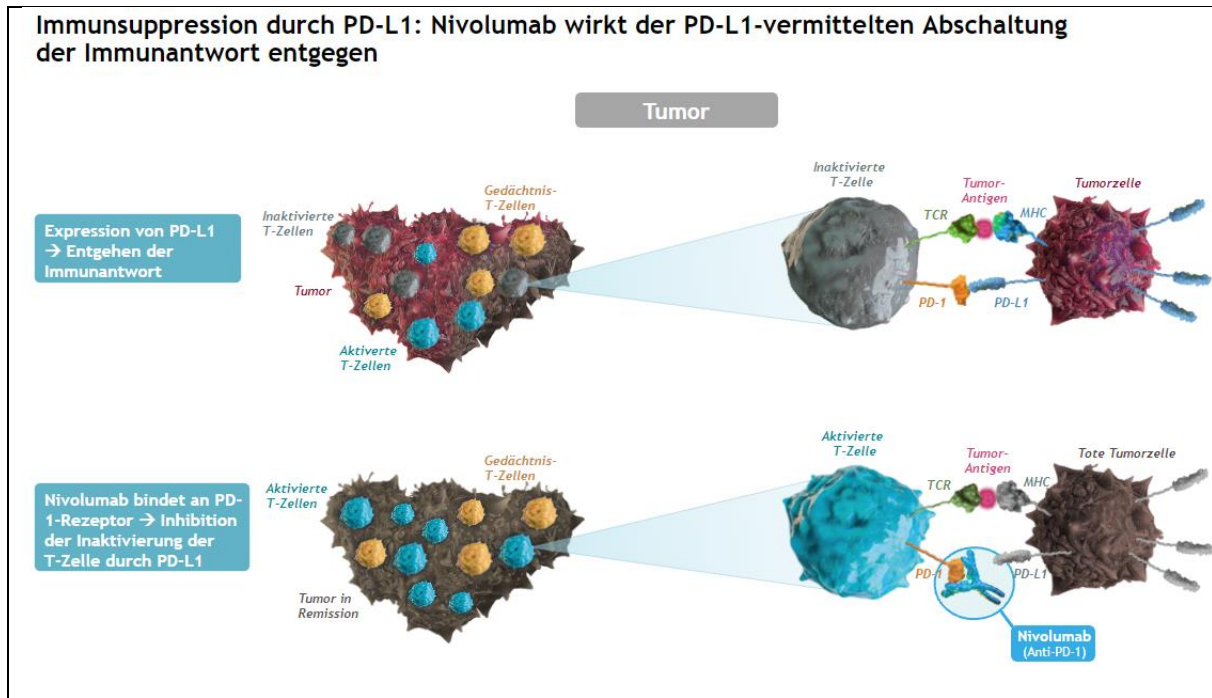 Immunsuppression durch PD-L1: Nivolumab wirkt der PD-L1-vermittelten Abschaltung
der Immunantwort entgegen
Tumor
Expression von PD-L1
→ Entgehen der
Immunantwort
Inaktivierte
T-Zellen
Gedächtnis-
T-Zellen
Tumor
Aktivierte
T-Zellen
Inaktivierte
T-Zelle
TCR
Tumor-
Antigen
MHC
Tumorzelle
PD-1
PD-L1
Nivolumab bindet an PD-
1-Rezeptor → Inhibition
der Inaktivierung der
T-Zelle durch PD-L1
Aktivierte
T-Zellen
Gedächtnis-
T-Zellen
Tumor in
Remission
Aktivierte
T-Zelle
TCR
Tumor-
Antigen
MHC
Tote Tumorzelle
PD-1
PD-L1
Nivolumab
(Anti-PD-1)